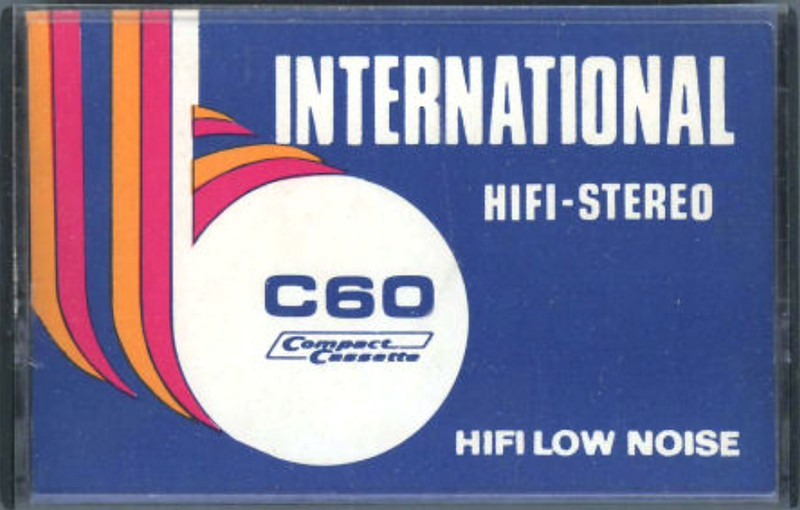 INTERNATIONAL
HIFI-STEREO
C60
Compact
Cassette
HIFI LOW NOISE